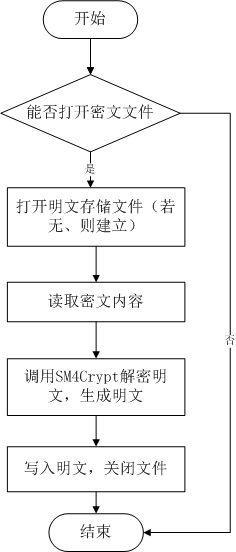 开始
能否打开密文文件
是
打开明文存储文件（若
无、则建立）
读取密文内容
否
调用SM4Crypt解密明
文，生成明文
写入明文，关闭文件
结束